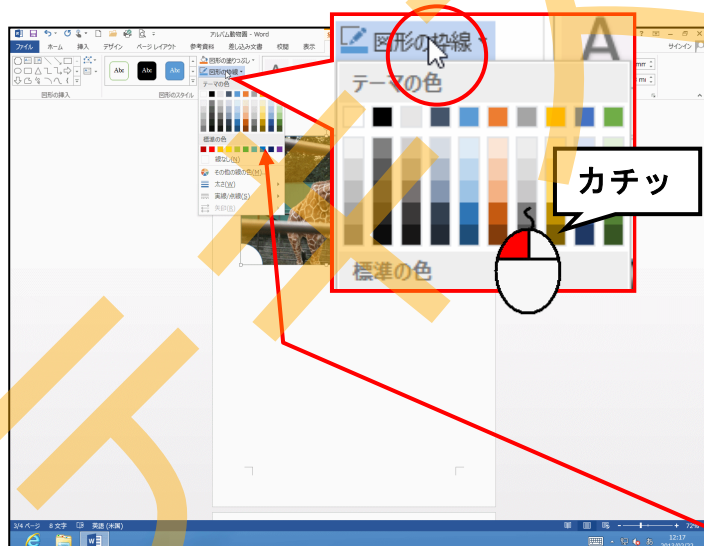 アルバム動物園 - Word
ファイル ホーム 挿入 デザイン ページ レイアウト 参考資料 差し込み文書 校閲 表示
サインイン
Abc Abc Abc
図形の塗りつぶし
図形の枠線
テーマの色
標準の色
線なし(N)
その他の線の色(M)...
太さ(W)
実線/点線(S)
矢印(R)
図形の挿入
図形のスタイル
図形の枠線
A
テーマの色
標準の色
カチッ
3/4 ページ 8 文字 英語 (米国)
72%
12:17